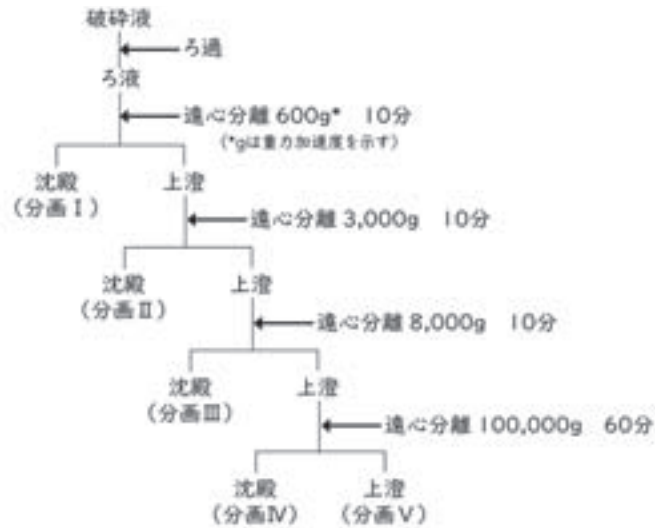 破砕液
ろ過
ろ液
遠心分離 600g* 10分
(*gは重力加速度を示す)
沈殿
(分画Ⅰ)
上澄
遠心分離 3,000g 10分
沈殿
(分画Ⅱ)
上澄
遠心分離 8,000g 10分
沈殿
(分画Ⅲ)
上澄
遠心分離 100,000g 60分
沈殿
(分画Ⅳ)
上澄
(分画Ⅴ)